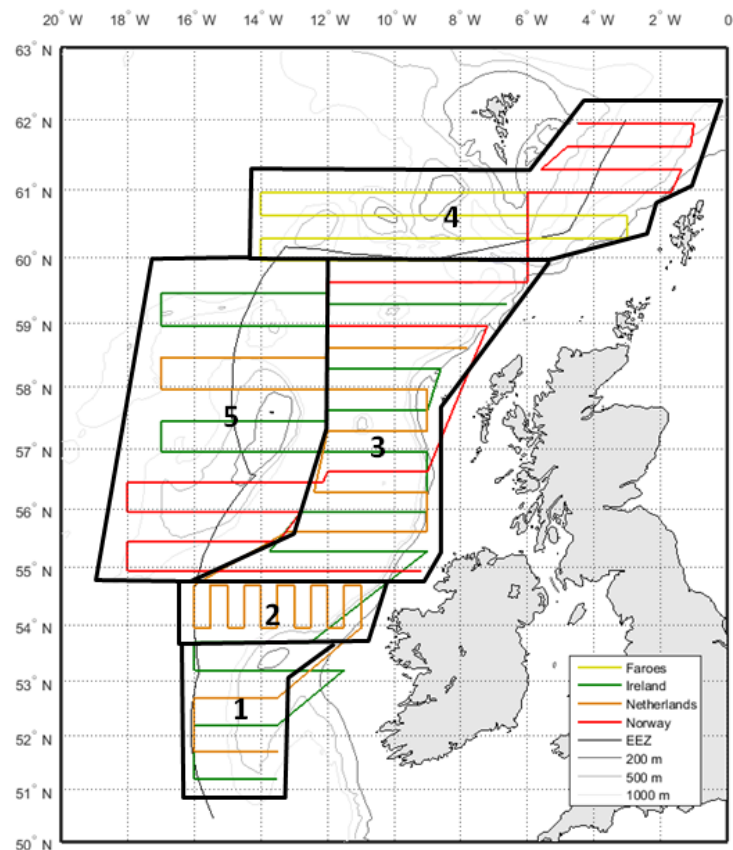 20° W 18° W 16° W 14° W 12° W 10° W 8° W 6° W 4° W 2° W 0
63° N
62° N
61° N
4
60° N
59° N
58° N
5
57° N
3
56° N
55° N
2
54° N
53° N
1
52° N
51° N
50° N
Faroes
Ireland
Netherlands
Norway
EEZ
200 m
500 m
1000 m